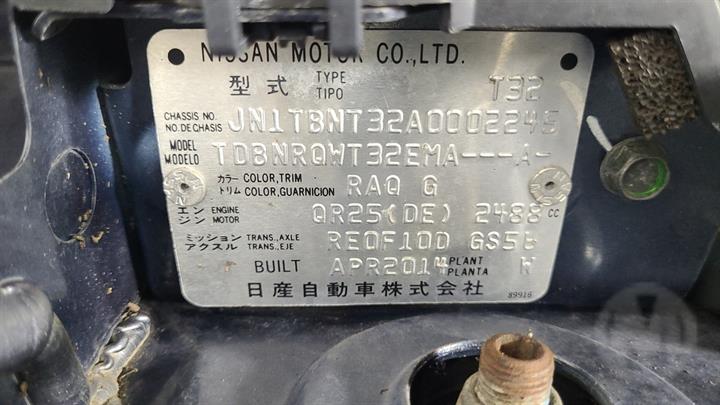 NISSAN MOTOR CO.,LTD.
型式 TYPE TIPO T32
CHASSIS NO. NO.DE CHASIS JN1TBNT32A0002245
MODEL MODELO TDBNRQWT32EMA---A-
カラー COLOR,TRIM トリム COLOR,GUARNICION RAQ G
エンジン ENGINE MOTOR QR25(DE) 2488 CC
ミッション TRANS.,AXLE アクスル TRANS.,EJE RE0F10D GS5
BUILT APR2014 PLANT PLANTA W
日産自動車株式会社 89916